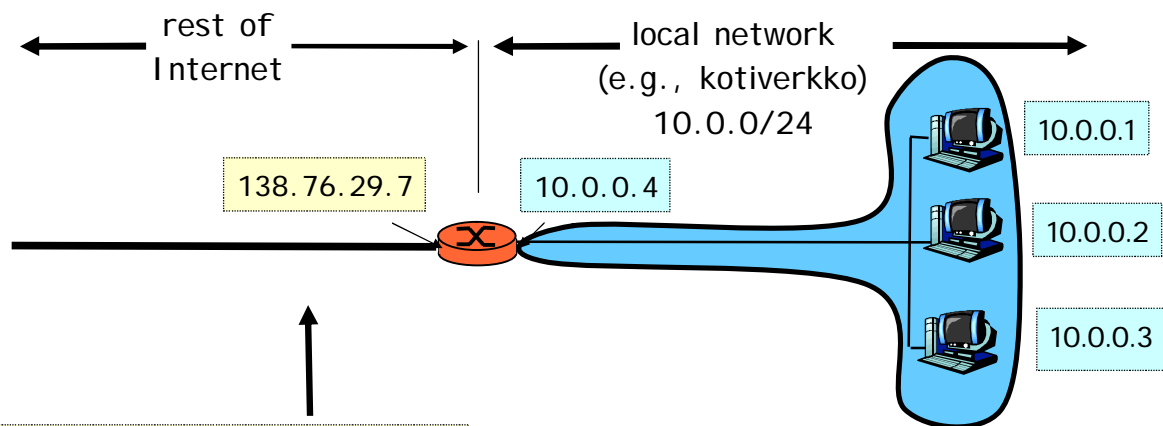 rest of
Internet
local network
(e.g., kotiverkko)
10.0.0/24
138.76.29.7
10.0.0.4
10.0.0.1
10.0.0.2
10.0.0.3